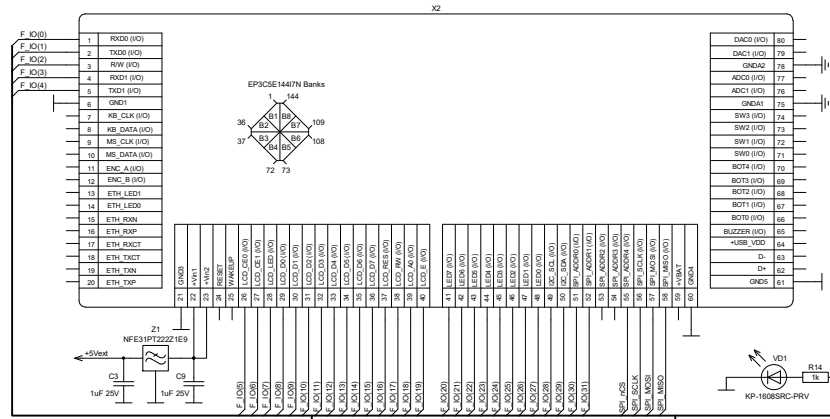 X2
F_IO(0) 1 RXD0 (I/O)
F_IO(1) 2 TXD0 (I/O)
F_IO(2) 3 R/W (I/O)
F_IO(3) 4 RXD1 (I/O)
F_IO(4) 5 TXD1 (I/O)
6 GND1
7 KB_CLK (I/O)
8 KB_DATA (I/O)
9 MS_CLK (I/O)
10 MS_DATA (I/O)
11 ENC_A (I/O)
12 ENC_B (I/O)
13 ETH_LED1
14 ETH_LED0
15 ETH_RXN
16 ETH_RXP
17 ETH_RXCT
18 ETH_TXCT
19 ETH_TXN
20 ETH_TXP
EP3C5E144I7N Banks
1 144
B1 B8
36 B2 B7 109
37 B3 B6 108
B4 B5
72 73
DAC0 (I/O) 80
DAC1 (I/O) 79
GNDA2 78
ADC0 (I/O) 77
ADC1 (I/O) 76
GNDA1 75
SW3 (I/O) 74
SW2 (I/O) 73
SW1 (I/O) 72
SW0 (I/O) 71
BOT4 (I/O) 70
BOT3 (I/O) 69
BOT2 (I/O) 68
BOT1 (I/O) 67
BOT0 (I/O) 66
BUZZER (I/O) 65
+USB_VDD 64
D- 63
D+ 62
GND5 61
21 GND3
22 +Vin1
23 +Vin2
24 RESET
25 WAKEUP
26 LCD_CE0 (I/O)
27 LCD_CE1 (I/O)
28 LCD_LED (I/O)
29 LCD_D0 (I/O)
30 LCD_D1 (I/O)
31 LCD_D2 (I/O)
32 LCD_D3 (I/O)
33 LCD_D4 (I/O)
34 LCD_D5 (I/O)
35 LCD_D6 (I/O)
36 LCD_D7 (I/O)
37 LCD_RES (I/O)
38 LCD_RW (I/O)
39 LCD_A0 (I/O)
40 LCD_E (I/O)
41 LED7 (I/O)
42 LED6 (I/O)
43 LED5 (I/O)
44 LED4 (I/O)
45 LED3 (I/O)
46 LED2 (I/O)
47 LED1 (I/O)
48 LED0 (I/O)
49 I2C_SCL (I/O)
50 I2C_SDA (I/O)
51 SPI_ADDR0 (I/O)
52 SPI_ADDR1 (I/O)
53 SPI_ADDR2 (I/O)
54 SPI_ADDR3 (I/O)
55 SPI_ADDR4 (I/O)
56 SPI_SCLK (I/O)
57 SPI_MOSI (I/O)
58 SPI_MISO (I/O)
59 +VBAT
60 GND4
Z1
NFE31PT222Z1E9
+5Vext
C3
1uF 25V
C9
1uF 25V
F_IO(5)
F_IO(6)
F_IO(7)
F_IO(8)
F_IO(9)
F_IO(10)
F_IO(11)
F_IO(12)
F_IO(13)
F_IO(14)
F_IO(15)
F_IO(16)
F_IO(17)
F_IO(18)
F_IO(19)
F_IO(20)
F_IO(21)
F_IO(22)
F_IO(23)
F_IO(24)
F_IO(25)
F_IO(26)
F_IO(27)
F_IO(28)
F_IO(29)
F_IO(30)
F_IO(31)
SPI_nCS
SPI_SCLK
SPI_MOSI
SPI_MISO
VD1
KP-1608SRC-PRV
R14
1k